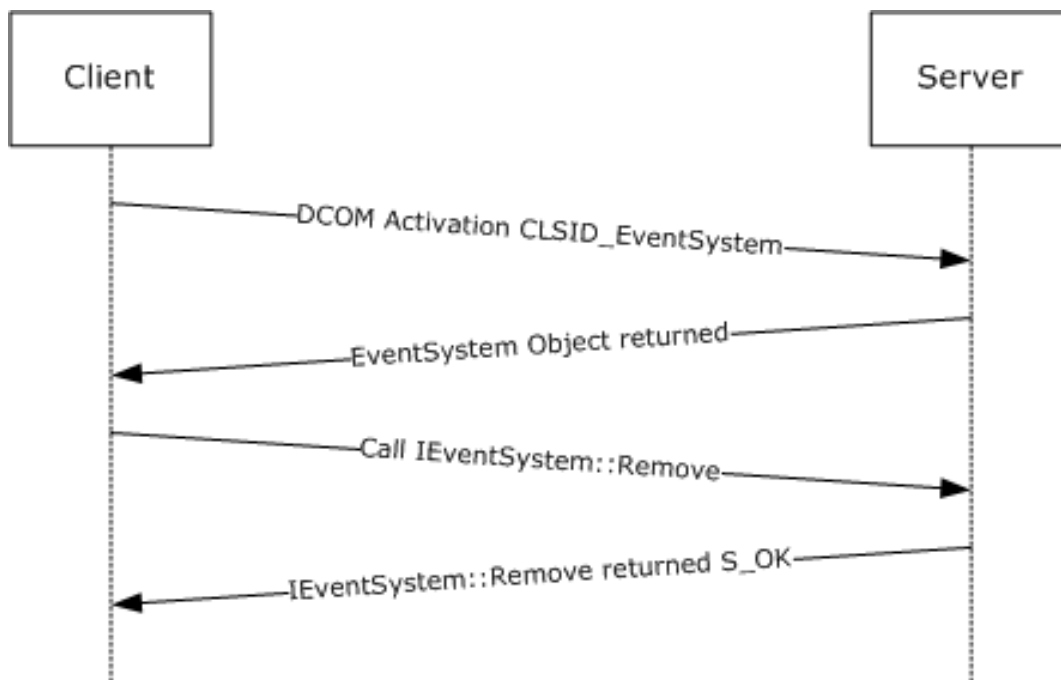 Client
Server
DCOM Activation CLSID_EventSystem
EventSystem Object returned
Call IEventSystem::Remove
IEventSystem::Remove returned S_OK